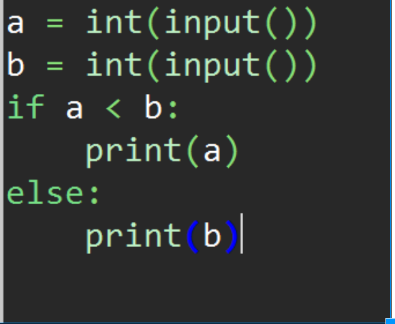 a = int(input())
b = int(input())
if a < b:
    print(a)
else:
    print(b)